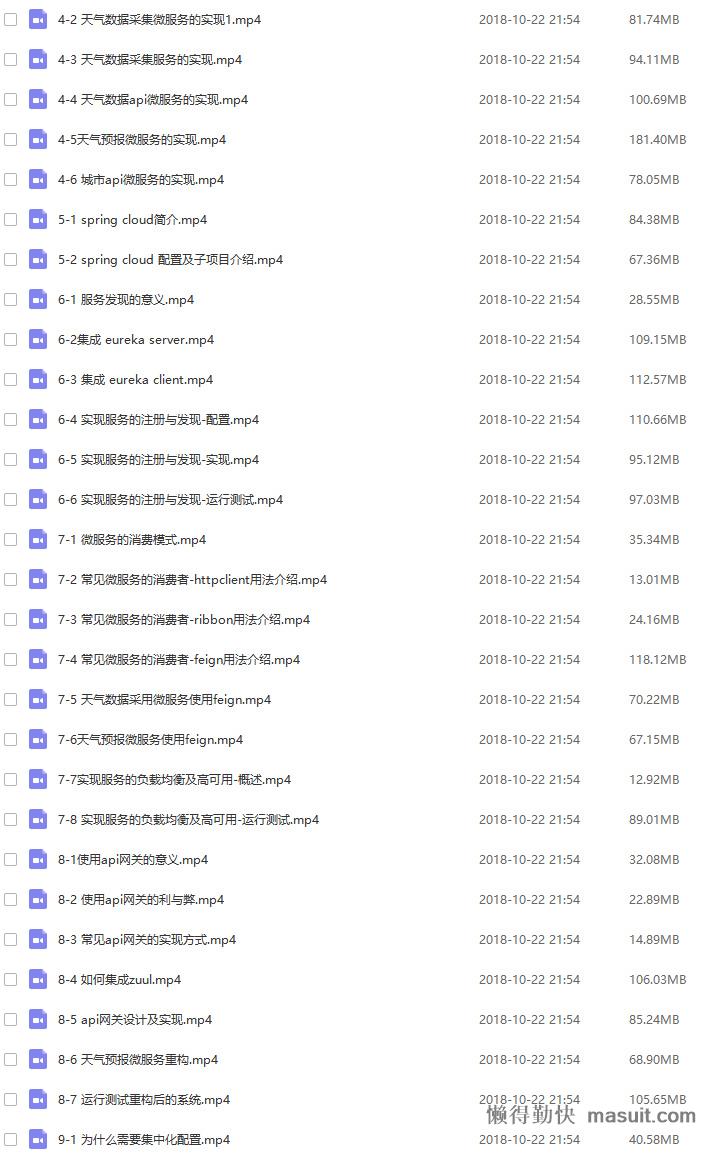 4-2 天气数据采集微服务的实现1.mp4 2018-10-22 21:54 81.74MB
4-3 天气数据采集服务的实现.mp4 2018-10-22 21:54 94.11MB
4-4 天气数据api微服务的实现.mp4 2018-10-22 21:54 100.69MB
4-5天气预报微服务的实现.mp4 2018-10-22 21:54 181.40MB
4-6 城市api微服务的实现.mp4 2018-10-22 21:54 78.05MB
5-1 spring cloud简介.mp4 2018-10-22 21:54 84.38MB
5-2 spring cloud 配置及子项目介绍.mp4 2018-10-22 21:54 67.36MB
6-1 服务发现的意义.mp4 2018-10-22 21:54 28.55MB
6-2集成 eureka server.mp4 2018-10-22 21:54 109.15MB
6-3 集成 eureka client.mp4 2018-10-22 21:54 112.57MB
6-4 实现服务的注册与发现-配置.mp4 2018-10-22 21:54 110.66MB
6-5 实现服务的注册与发现-实现.mp4 2018-10-22 21:54 95.12MB
6-6 实现服务的注册与发现-运行测试.mp4 2018-10-22 21:54 97.03MB
7-1 微服务的消费模式.mp4 2018-10-22 21:54 35.34MB
7-2 常见微服务的消费者-httpclient用法介绍.mp4 2018-10-22 21:54 13.01MB
7-3 常见微服务的消费者-ribbon用法介绍.mp4 2018-10-22 21:54 24.16MB
7-4 常见微服务的消费者-feign用法介绍.mp4 2018-10-22 21:54 118.12MB
7-5 天气数据采用微服务使用feign.mp4 2018-10-22 21:54 70.22MB
7-6天气预报微服务使用feign.mp4 2018-10-22 21:54 67.15MB
7-7实现服务的负载均衡及高可用-概述.mp4 2018-10-22 21:54 12.92MB
7-8 实现服务的负载均衡及高可用-运行测试.mp4 2018-10-22 21:54 89.01MB
8-1使用api网关的意义.mp4 2018-10-22 21:54 32.08MB
8-2 使用api网关的利与弊.mp4 2018-10-22 21:54 22.89MB
8-3 常见api网关的实现方式.mp4 2018-10-22 21:54 14.89MB
8-4 如何集成zuul.mp4 2018-10-22 21:54 106.03MB
8-5 api网关设计及实现.mp4 2018-10-22 21:54 85.24MB
8-6 天气预报微服务重构.mp4 2018-10-22 21:54 68.90MB
8-7 运行测试重构后的系统.mp4 2018-10-22 21:54 105.65MB
懒得勤快 masuit.com
9-1 为什么需要集中化配置.mp4 2018-10-22 21:54 40.58MB